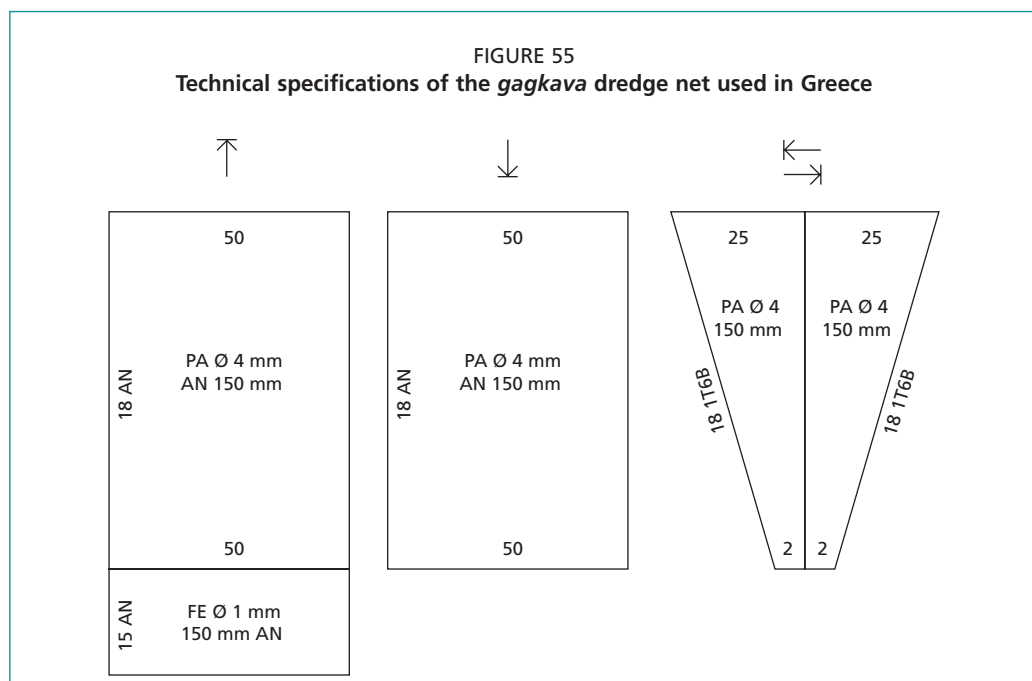 FIGURE 55
Technical specifications of the gagkava dredge net used in Greece
50
18 AN
PA Ø 4 mm
AN 150 mm
50
15 AN
FE Ø 1 mm
150 mm AN
50
18 AN
PA Ø 4 mm
AN 150 mm
50
25
PA Ø 4
150 mm
18 1T6B
2
25
PA Ø 4
150 mm
18 1T6B
2